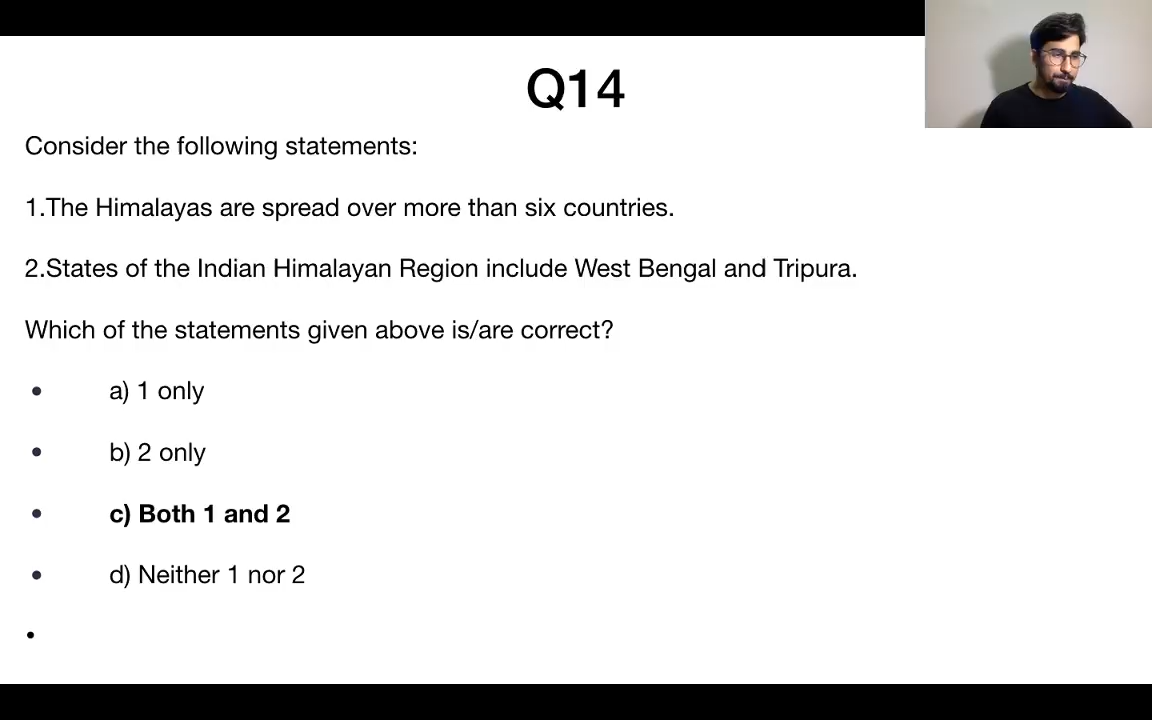 Q14
Consider the following statements:
1.The Himalayas are spread over more than six countries.
2.States of the Indian Himalayan Region include West Bengal and Tripura.
Which of the statements given above is/are correct?
• a) 1 only
• b) 2 only
• c) Both 1 and 2
• d) Neither 1 nor 2
•